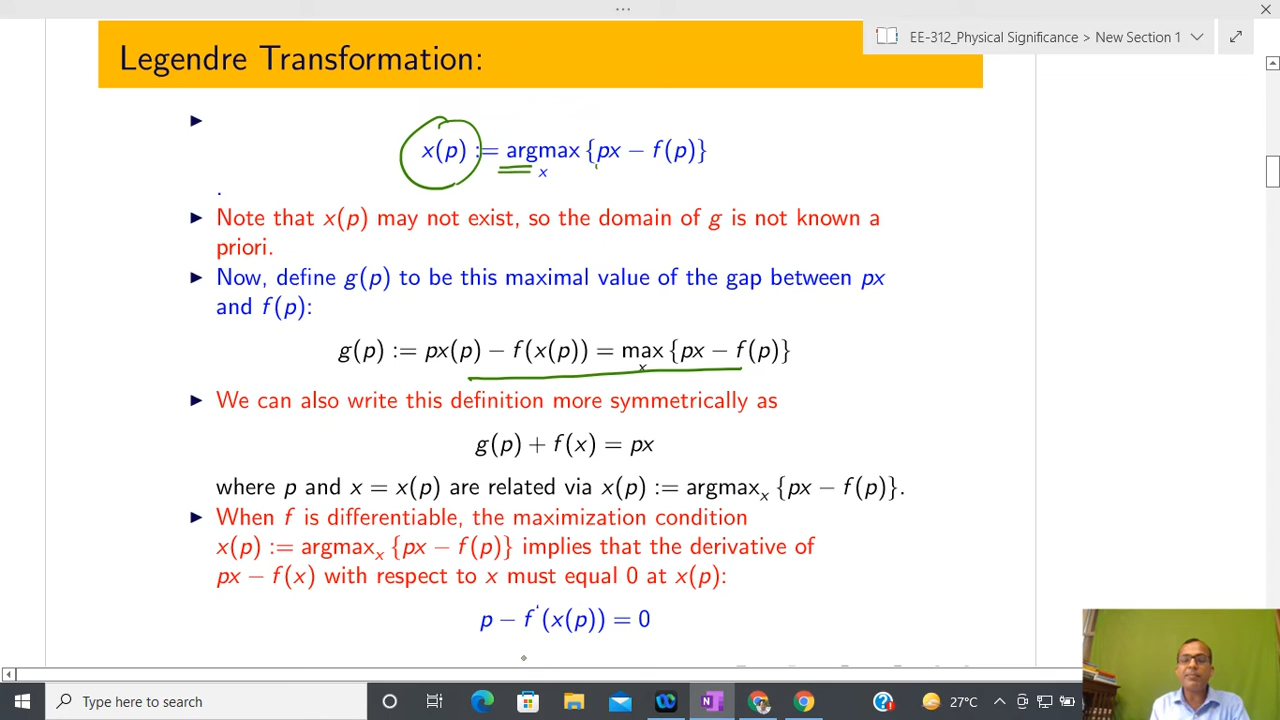 EE-312_Physical Significance > New Section 1
Legendre Transformation:
x(p) := argmax {px − f(p)}
x
.
Note that x(p) may not exist, so the domain of g is not known a
priori.
Now, define g(p) to be this maximal value of the gap between px
and f(p):
g(p) := px(p) − f(x(p)) = max {px − f(p)}
x
We can also write this definition more symmetrically as
g(p) + f(x) = px
where p and x = x(p) are related via x(p) := argmaxₓ {px − f(p)}.
When f is differentiable, the maximization condition
x(p) := argmaxₓ {px − f(p)} implies that the derivative of
px − f(x) with respect to x must equal 0 at x(p):
p − f'(x(p)) = 0
Type here to search
27°C